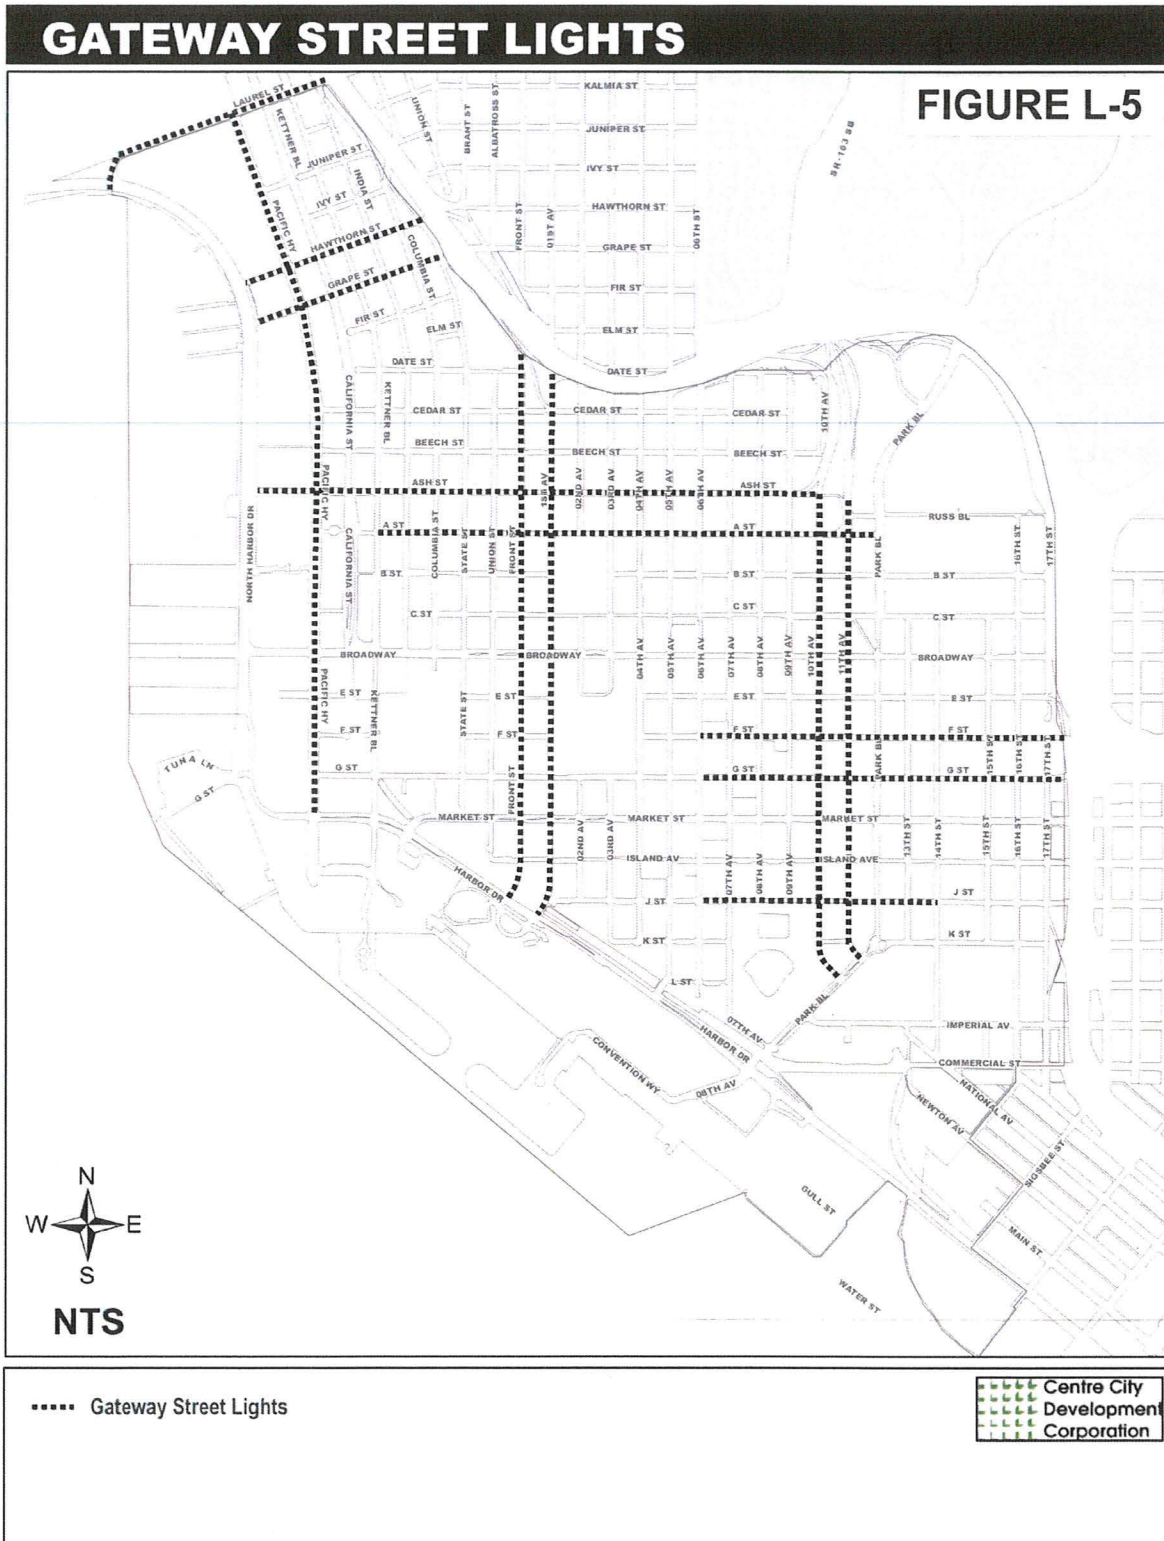 GATEWAY STREET LIGHTS
FIGURE L-5
LAUREL ST
KETTNER BL
UNION ST
BRANT ST
ALBATROSS ST
KALMIA ST
JUNIPER ST
JUNIPER ST
SR-163 SB
IVY ST
INDIA ST
IVY ST
PACIFIC HY
HAWTHORN ST
HAWTHORN ST
FRONT ST
01ST AV
06TH ST
GRAPE ST
COLUMBIA ST
GRAPE ST
FIR ST
FIR ST
ELM ST
ELM ST
DATE ST
DATE ST
CALIFORNIA ST
KETTNER BL
CEDAR ST
CEDAR ST
CEDAR ST
10TH AV
PARK BL
BEECH ST
BEECH ST
BEECH ST
ASH ST
ASH ST
PACIFIC HY
02ND AV
03RD AV
04TH AV
05TH AV
06TH AV
NORTH HARBOR DR
A ST
A ST
RUSS BL
CALIFORNIA ST
COLUMBIA ST
STATE ST
UNION ST
FRONT ST
PARK BL
16TH ST
17TH ST
B ST
B ST
B ST
C ST
C ST
C ST
BROADWAY
BROADWAY
BROADWAY
04TH AV
05TH AV
06TH AV
07TH AV
08TH AV
09TH AV
10TH AV
11TH AV
PACIFIC HY
KETTNER BL
STATE ST
E ST
E ST
E ST
E ST
F ST
F ST
F ST
F ST
TUNA LN
G ST
G ST
G ST
G ST
PARK BL
15TH ST
16TH ST
17TH ST
FRONT ST
MARKET ST
MARKET ST
MARKET ST
02ND AV
03RD AV
13TH ST
14TH ST
15TH ST
16TH ST
17TH ST
ISLAND AV
ISLAND AVE
07TH AV
08TH AV
09TH AV
HARBOR DR
J ST
J ST
K ST
K ST
L ST
PARK BL
07TH AV
HARBOR DR
IMPERIAL AV
CONVENTION WY
08TH AV
COMMERCIAL ST
NATIONAL AV
NEWTON AV
SIGSBEE ST
GULL ST
MAIN ST
WATER ST
N
W
E
S
NTS
Gateway Street Lights
Centre City
Development
Corporation